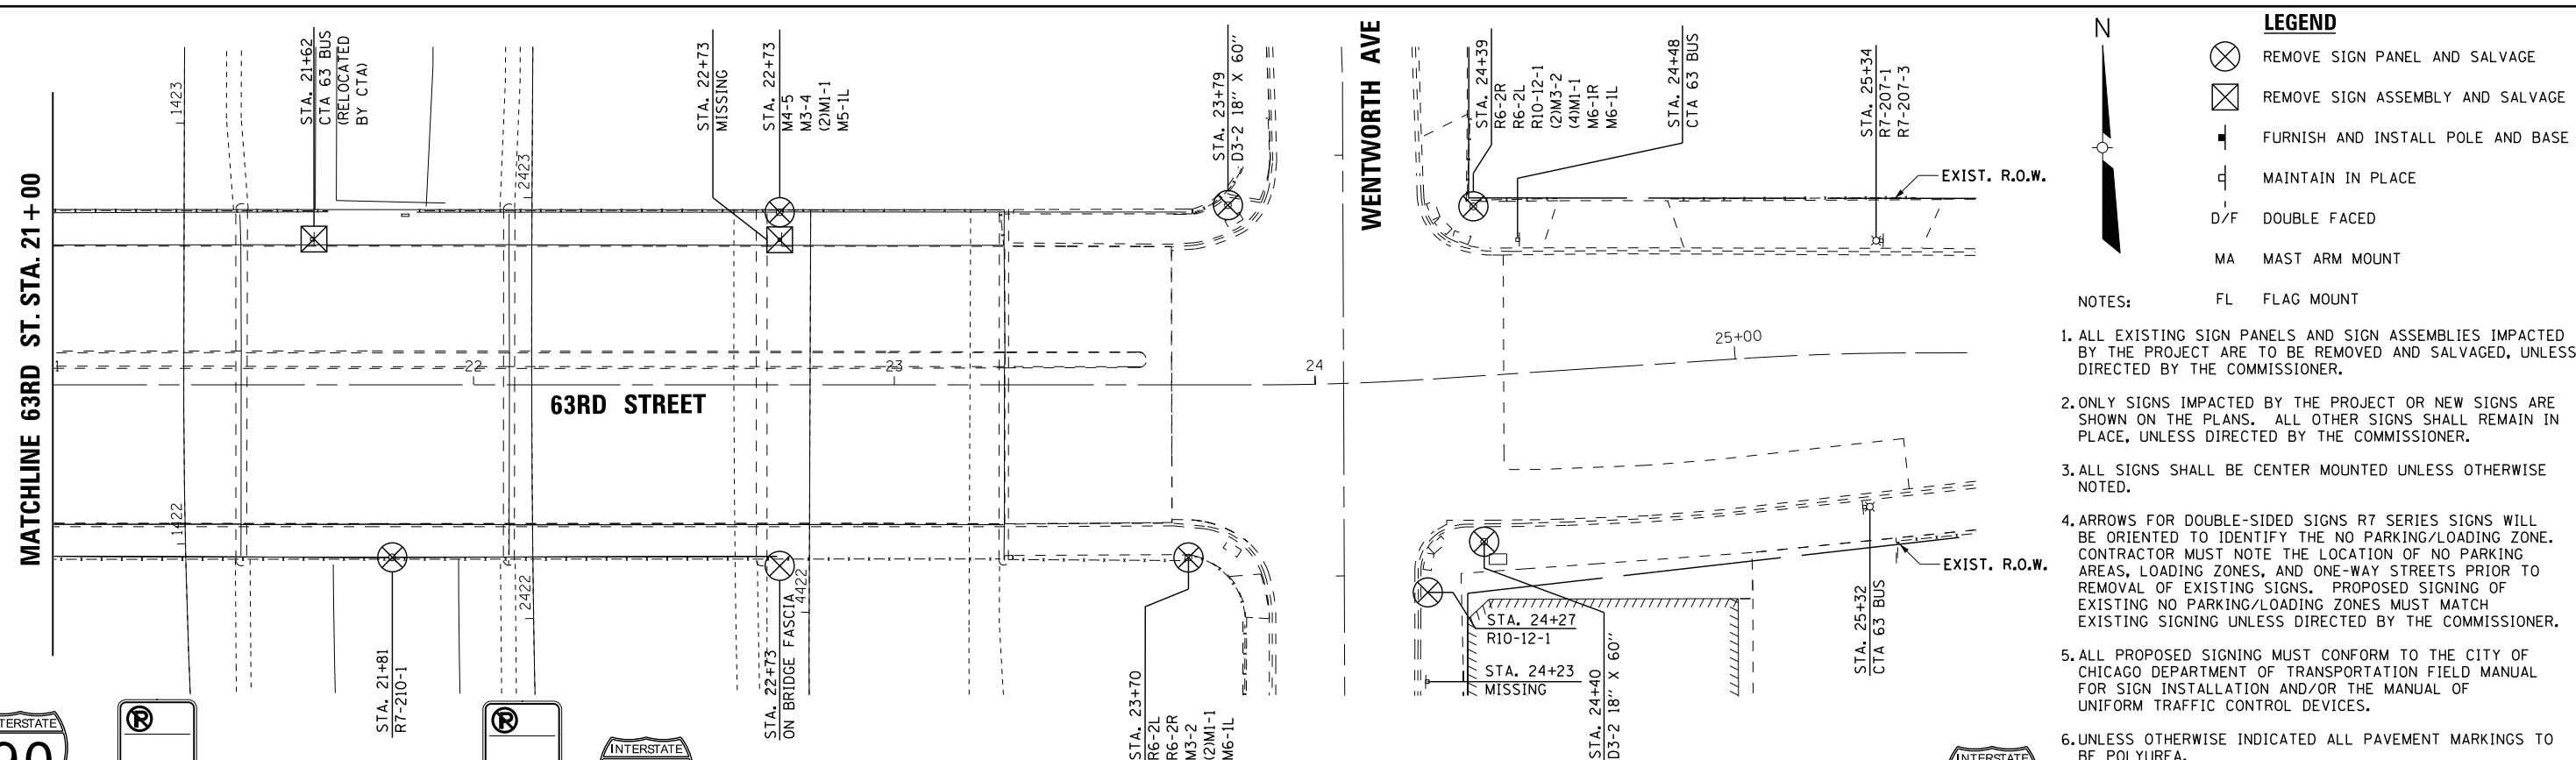 MATCHLINE 63RD ST. STA. 21+00
1423
STA. 21+62
CTA 63 BUS
(RELOCATED
BY CTA)
2423
STA. 22+73
MISSING
STA. 22+73
M4-5
M3-4
(2)M1-1
M5-1L
STA. 23+79
D3-2 18" X 60"
WENTWORTH AVE
STA. 24+39
R6-2R
R6-2L
R10-12-1
(2)M3-2
(4)M1-1
M6-1R
M6-1L
STA. 24+48
CTA 63 BUS
STA. 25+34
R7-207-1
R7-207-3
EXIST. R.O.W.
1
22
23
24
25+00
63RD STREET
1422
2422
4422
STA. 21+81
R7-210-1
STA. 22+73
ON BRIDGE FASCIA
STA. 23+70
R6-2L
R6-2R
M3-2
(2)M1-1
M6-1L
STA. 24+27
R10-12-1
STA. 24+23
MISSING
STA. 24+40
D3-2 18" X 60"
STA. 25+32
CTA 63 BUS
EXIST. R.O.W.
TERSTATE
P
P
INTERSTATE
INTERSTATE
N
LEGEND
REMOVE SIGN PANEL AND SALVAGE
REMOVE SIGN ASSEMBLY AND SALVAGE
FURNISH AND INSTALL POLE AND BASE
MAINTAIN IN PLACE
D/F DOUBLE FACED
MA MAST ARM MOUNT
FL FLAG MOUNT
NOTES:
1. ALL EXISTING SIGN PANELS AND SIGN ASSEMBLIES IMPACTED
BY THE PROJECT ARE TO BE REMOVED AND SALVAGED, UNLESS
DIRECTED BY THE COMMISSIONER.
2. ONLY SIGNS IMPACTED BY THE PROJECT OR NEW SIGNS ARE
SHOWN ON THE PLANS. ALL OTHER SIGNS SHALL REMAIN IN
PLACE, UNLESS DIRECTED BY THE COMMISSIONER.
3. ALL SIGNS SHALL BE CENTER MOUNTED UNLESS OTHERWISE
NOTED.
4. ARROWS FOR DOUBLE-SIDED SIGNS R7 SERIES SIGNS WILL
BE ORIENTED TO IDENTIFY THE NO PARKING/LOADING ZONE.
CONTRACTOR MUST NOTE THE LOCATION OF NO PARKING
AREAS, LOADING ZONES, AND ONE-WAY STREETS PRIOR TO
REMOVAL OF EXISTING SIGNS. PROPOSED SIGNING OF
EXISTING NO PARKING/LOADING ZONES MUST MATCH
EXISTING SIGNING UNLESS DIRECTED BY THE COMMISSIONER.
5. ALL PROPOSED SIGNING MUST CONFORM TO THE CITY OF
CHICAGO DEPARTMENT OF TRANSPORTATION FIELD MANUAL
FOR SIGN INSTALLATION AND/OR THE MANUAL OF
UNIFORM TRAFFIC CONTROL DEVICES.
6. UNLESS OTHERWISE INDICATED ALL PAVEMENT MARKINGS TO
BE POLYUREA.